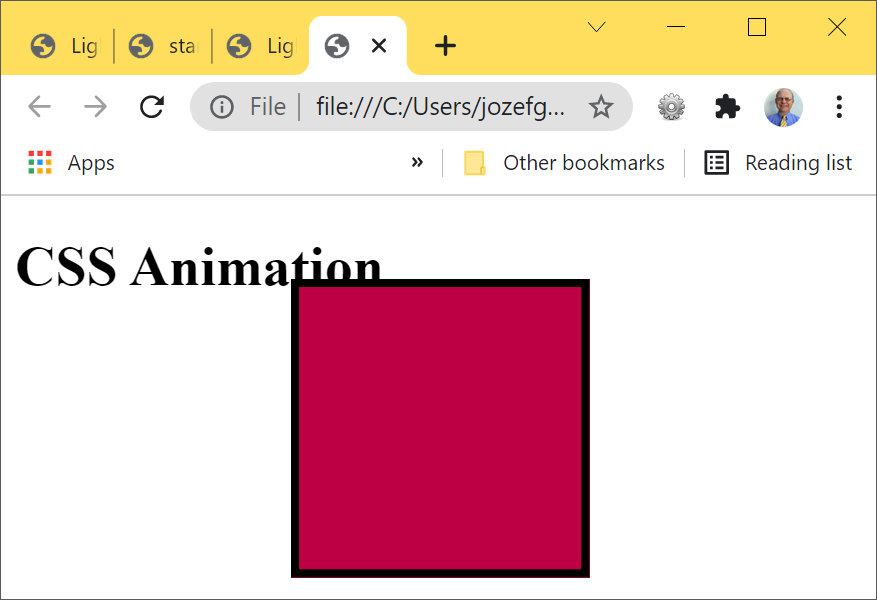 Lig
sta
Lig
File
file:///C:/Users/jozefg...
Apps
»
Other bookmarks
Reading list
CSS Animation